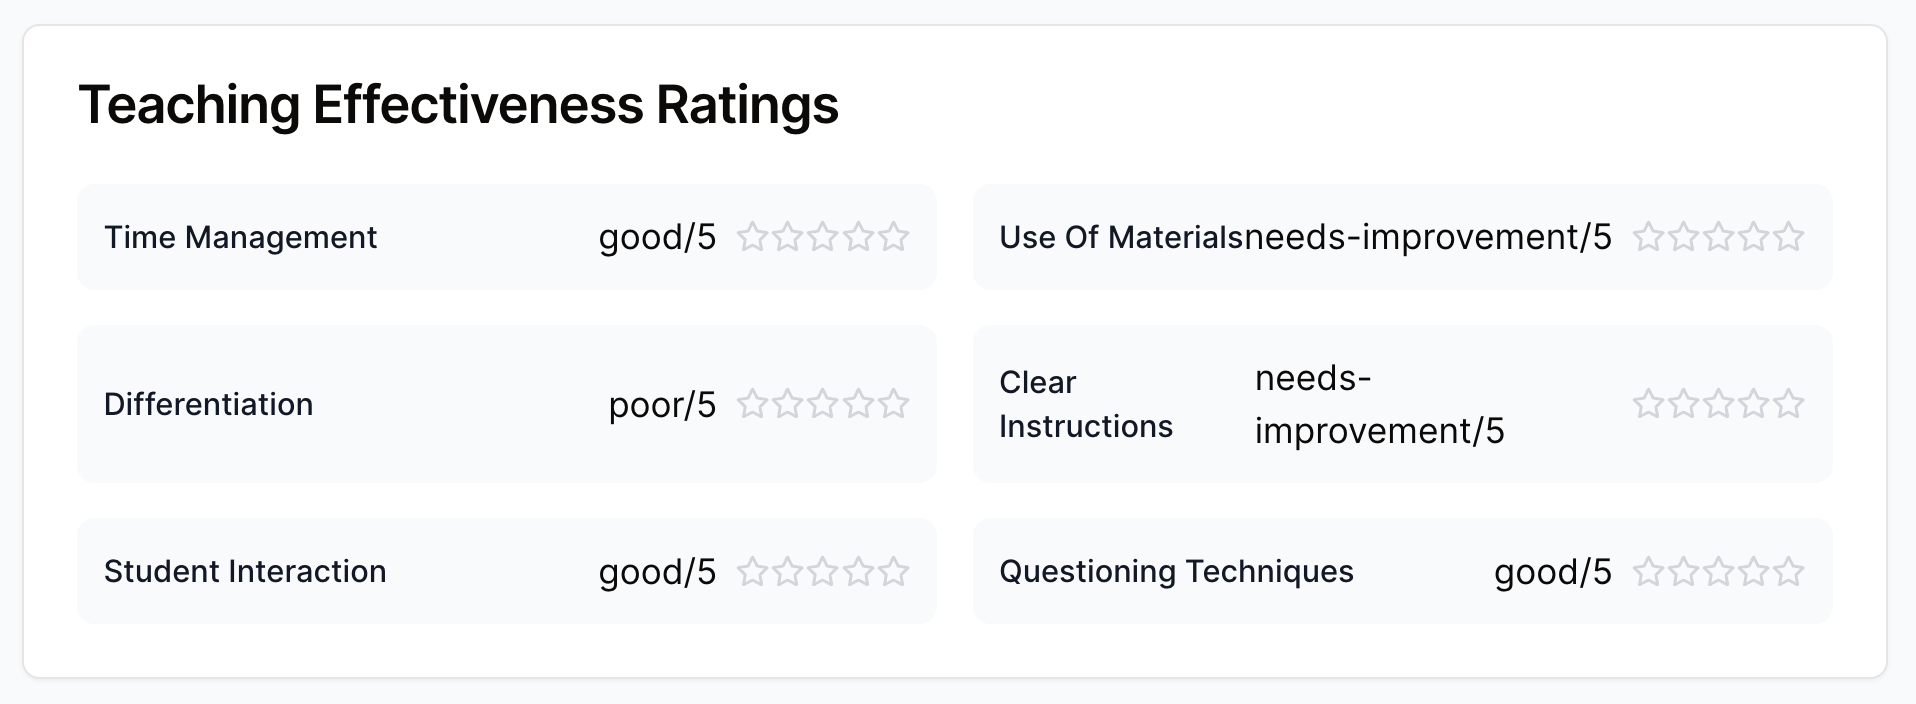 Teaching Effectiveness Ratings
Time Management good/5
Use Of Materialsneeds-improvement/5
Differentiation poor/5
Clear
Instructions
needs-
improvement/5
Student Interaction good/5
Questioning Techniques good/5